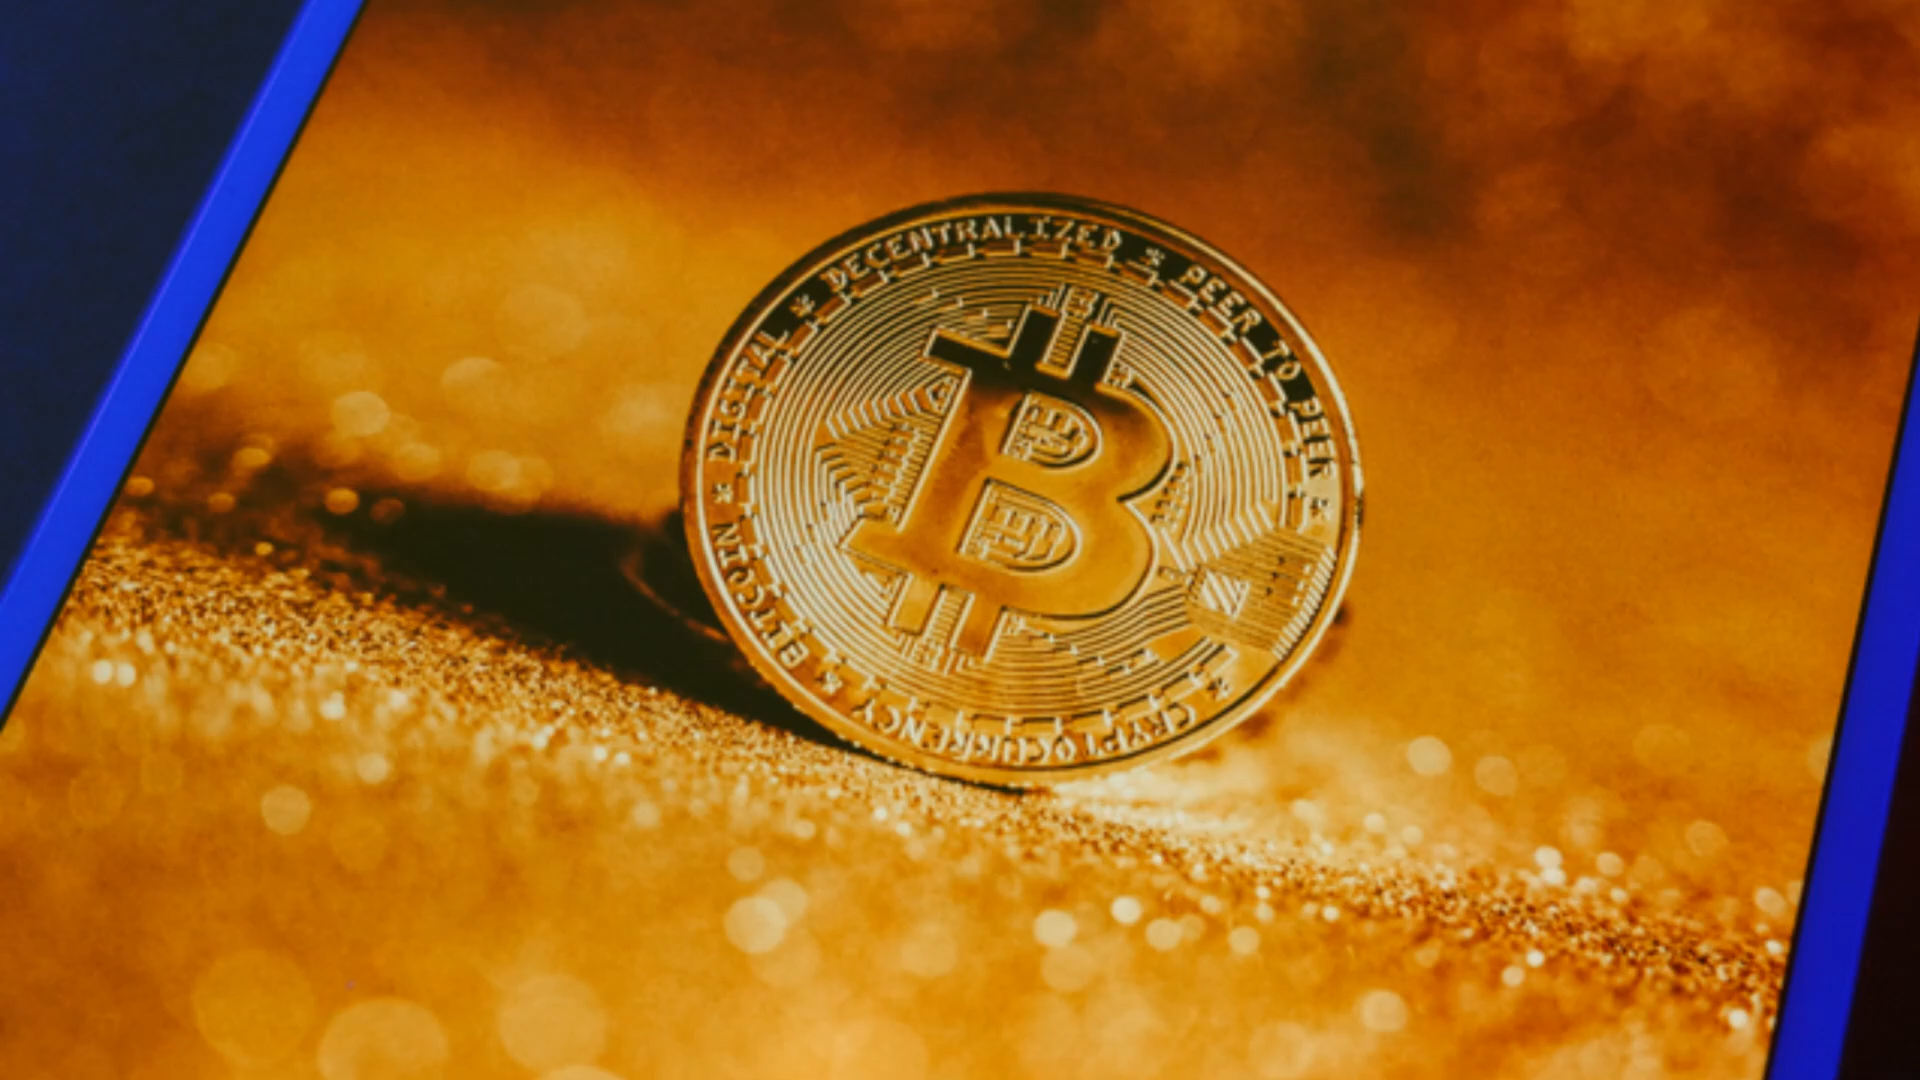 BITCOIN * DIGITAL * DECENTRALIZED * PEER TO PEER *
* CRYPTOCURRENCY *